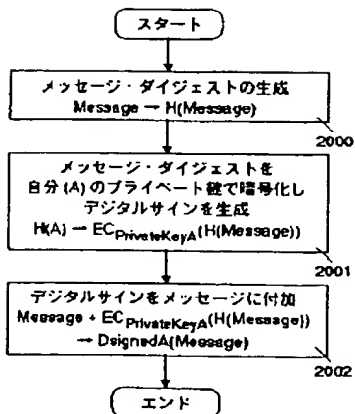 スタート
メッセージ・ダイジェストの生成
Message → H(Message)
2000
メッセージ・ダイジェストを
自分(A)のプライベート鍵で暗号化し
デジタルサインを生成
H(A) → EC PrivateKeyA (H(Message))
2001
デジタルサインをメッセージに付加
Message + EC PrivateKeyA (H(Message))
→ DsignedA(Message)
2002
エンド